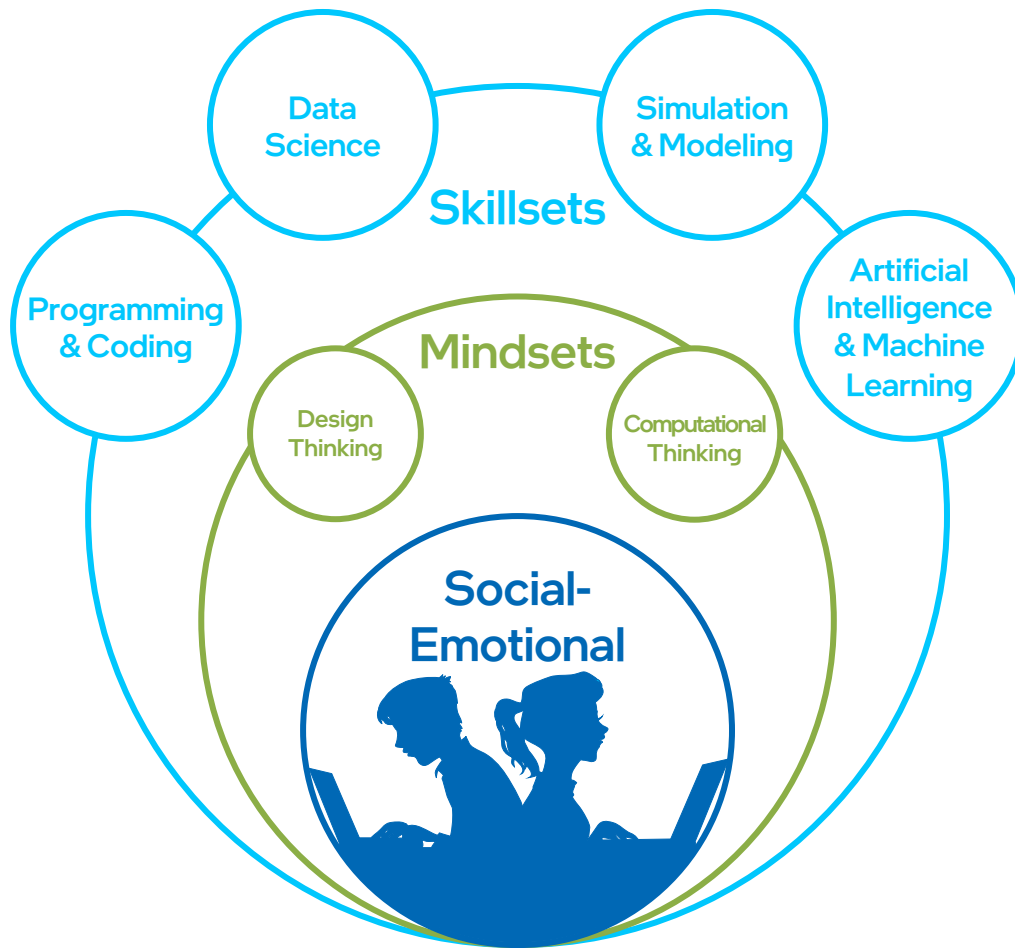 Data
Science
Simulation
& Modeling
Skillsets
Programming
& Coding
Artificial
Intelligence
& Machine
Learning
Mindsets
Design
Thinking
Computational
Thinking
Social-
Emotional